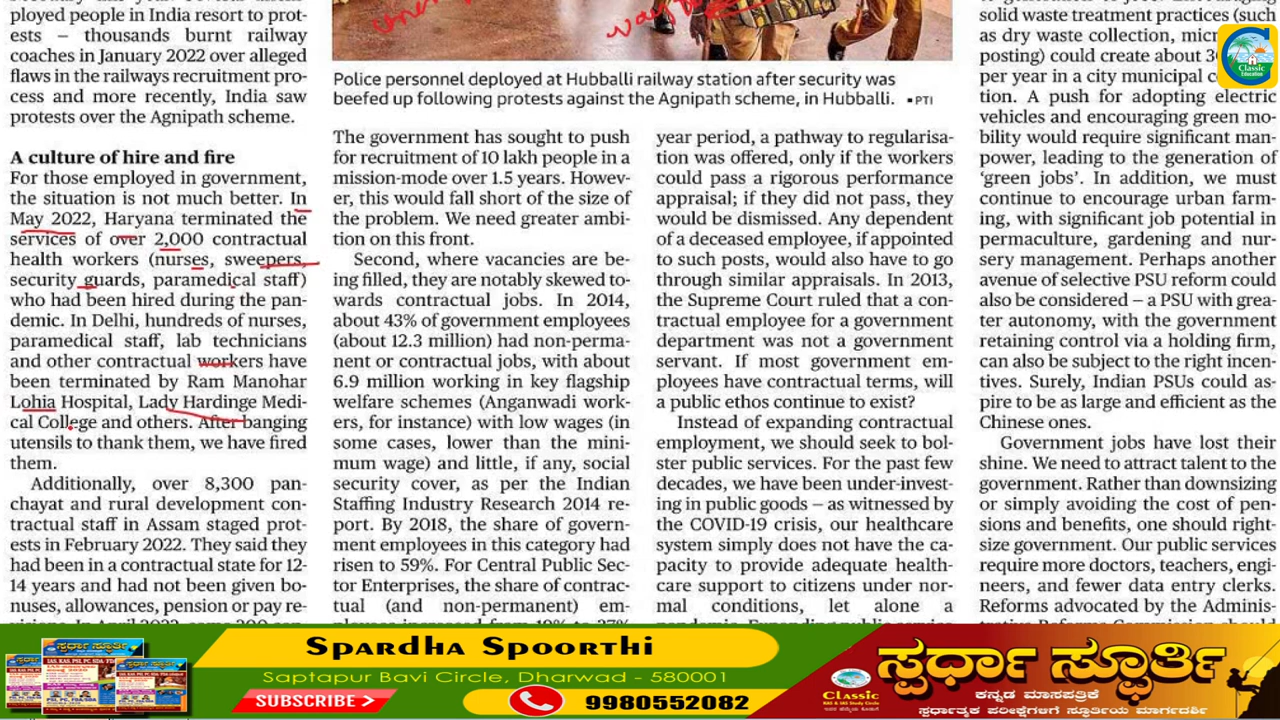 ployed people in India resort to prot-
ests – thousands burnt railway
coaches in January 2022 over alleged
flaws in the railways recruitment pro-
cess and more recently, India saw
protests over the Agnipath scheme.
A culture of hire and fire
For those employed in government,
the situation is not much better. In
May 2022, Haryana terminated the
services of over 2,000 contractual
health workers (nurses, sweepers,
security guards, paramedical staff)
who had been hired during the pan-
demic. In Delhi, hundreds of nurses,
paramedical staff, lab technicians
and other contractual workers have
been terminated by Ram Manohar
Lohia Hospital, Lady Hardinge Medi-
cal College and others. After banging
utensils to thank them, we have fired
them.
Additionally, over 8,300 pan-
chayat and rural development con-
tractual staff in Assam staged prot-
ests in February 2022. They said they
had been in a contractual state for 12-
14 years and had not been given bo-
nuses, allowances, pension or pay re-
Police personnel deployed at Hubballi railway station after security was
beefed up following protests against the Agnipath scheme, in Hubballi. ▪PTI
The government has sought to push
for recruitment of 10 lakh people in a
mission-mode over 1.5 years. Howev-
er, this would fall short of the size of
the problem. We need greater ambi-
tion on this front.
Second, where vacancies are be-
ing filled, they are notably skewed to-
wards contractual jobs. In 2014,
about 43% of government employees
(about 12.3 million) had non-perma-
nent or contractual jobs, with about
6.9 million working in key flagship
welfare schemes (Anganwadi work-
ers, for instance) with low wages (in
some cases, lower than the mini-
mum wage) and little, if any, social
security cover, as per the Indian
Staffing Industry Research 2014 re-
port. By 2018, the share of govern-
ment employees in this category had
risen to 59%. For Central Public Sec-
tor Enterprises, the share of contrac-
tual (and non-permanent) em-
year period, a pathway to regularisa-
tion was offered, only if the workers
could pass a rigorous performance
appraisal; if they did not pass, they
would be dismissed. Any dependent
of a deceased employee, if appointed
to such posts, would also have to go
through similar appraisals. In 2013,
the Supreme Court ruled that a con-
tractual employee for a government
department was not a government
servant. If most government em-
ployees have contractual terms, will
a public ethos continue to exist?
Instead of expanding contractual
employment, we should seek to bol-
ster public services. For the past few
decades, we have been under-invest-
ing in public goods – as witnessed by
the COVID-19 crisis, our healthcare
system simply does not have the ca-
pacity to provide adequate health-
care support to citizens under nor-
mal conditions, let alone a
solid waste treatment practices (such
as dry waste collection, micro
posting) could create about 3
per year in a city municipal c
tion. A push for adopting electric
vehicles and encouraging green mo-
bility would require significant man-
power, leading to the generation of
‘green jobs’. In addition, we must
continue to encourage urban farm-
ing, with significant job potential in
permaculture, gardening and nur-
sery management. Perhaps another
avenue of selective PSU reform could
also be considered – a PSU with grea-
ter autonomy, with the government
retaining control via a holding firm,
can also be subject to the right incen-
tives. Surely, Indian PSUs could as-
pire to be as large and efficient as the
Chinese ones.
Government jobs have lost their
shine. We need to attract talent to the
government. Rather than downsizing
or simply avoiding the cost of pen-
sions and benefits, one should right-
size government. Our public services
require more doctors, teachers, engi-
neers, and fewer data entry clerks.
Reforms advocated by the Adminis-
Classic
Education
Spardha Spoorthi
Saptapur Bavi Circle, Dharwad - 580001
SUBSCRIBE >
9980552082
Classic
ಸ್ಪರ್ಧಾ ಸ್ಫೂರ್ತಿ
ಕನ್ನಡ ಮಾಸಪತ್ರಿಕೆ
ಸ್ಪರ್ಧಾತ್ಮಕ ಪರೀಕ್ಷೆಗಳಿಗೆ ಸ್ಫೂರ್ತಿಯ ಮಾರ್ಗದರ್ಶಿ